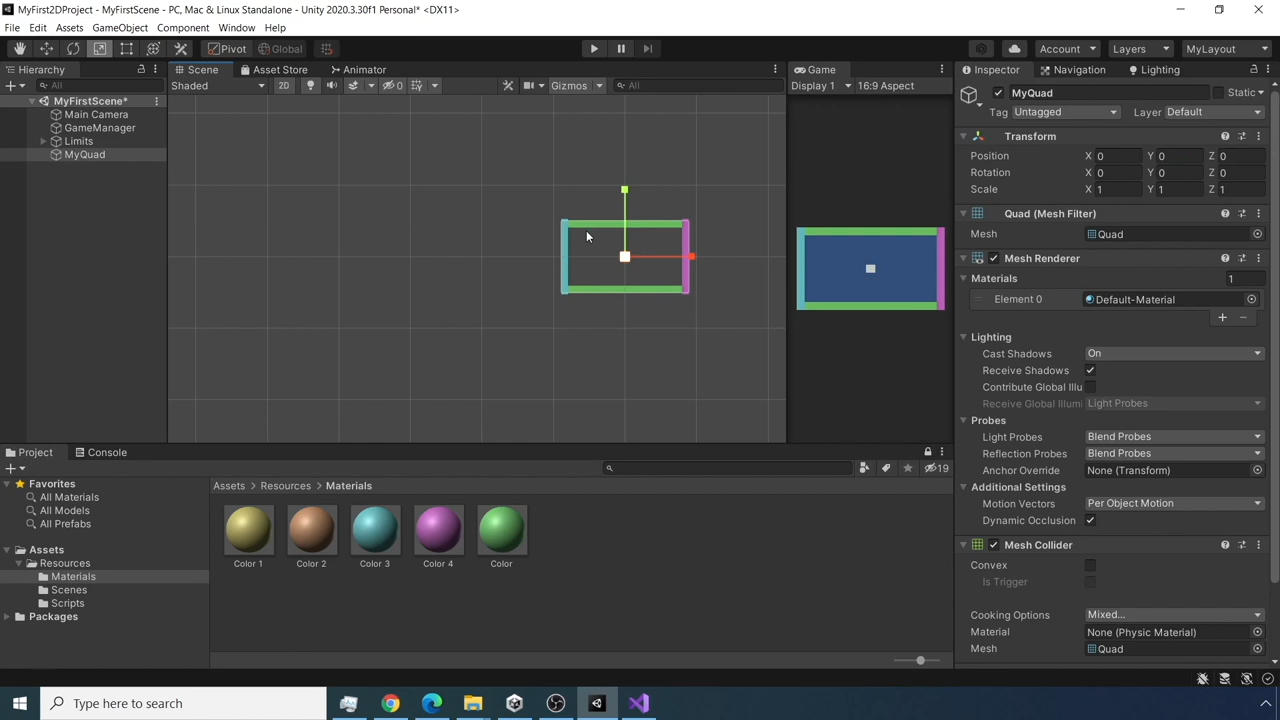 MyFirst2DProject - MyFirstScene - PC, Mac & Linux Standalone - Unity 2020.3.30f1 Personal* <DX11>
File Edit Assets GameObject Component Window Help
Pivot Global Account Layers MyLayout
Hierarchy
All
MyFirstScene*
Main Camera
GameManager
Limits
MyQuad
Scene Asset Store Animator
Shaded 2D 0 Gizmos All
Game
Display 1 16:9 Aspect
Inspector Navigation Lighting
MyQuad Static
Tag Untagged Layer Default
Transform
Position X 0 Y 0 Z 0
Rotation X 0 Y 0 Z 0
Scale X 1 Y 1 Z 1
Quad (Mesh Filter)
Mesh Quad
Mesh Renderer
Materials 1
Element 0 Default-Material
Lighting
Cast Shadows On
Receive Shadows
Contribute Global Illu
Receive Global Illumi Light Probes
Probes
Light Probes Blend Probes
Reflection Probes Blend Probes
Anchor Override None (Transform)
Additional Settings
Motion Vectors Per Object Motion
Dynamic Occlusion
Mesh Collider
Convex
Is Trigger
Cooking Options Mixed...
Material None (Physic Material)
Mesh Quad
Project Console
19
Favorites
All Materials
All Models
All Prefabs
Assets
Resources
Materials
Scenes
Scripts
Packages
Assets > Resources > Materials
Color 1 Color 2 Color 3 Color 4 Color
Type here to search